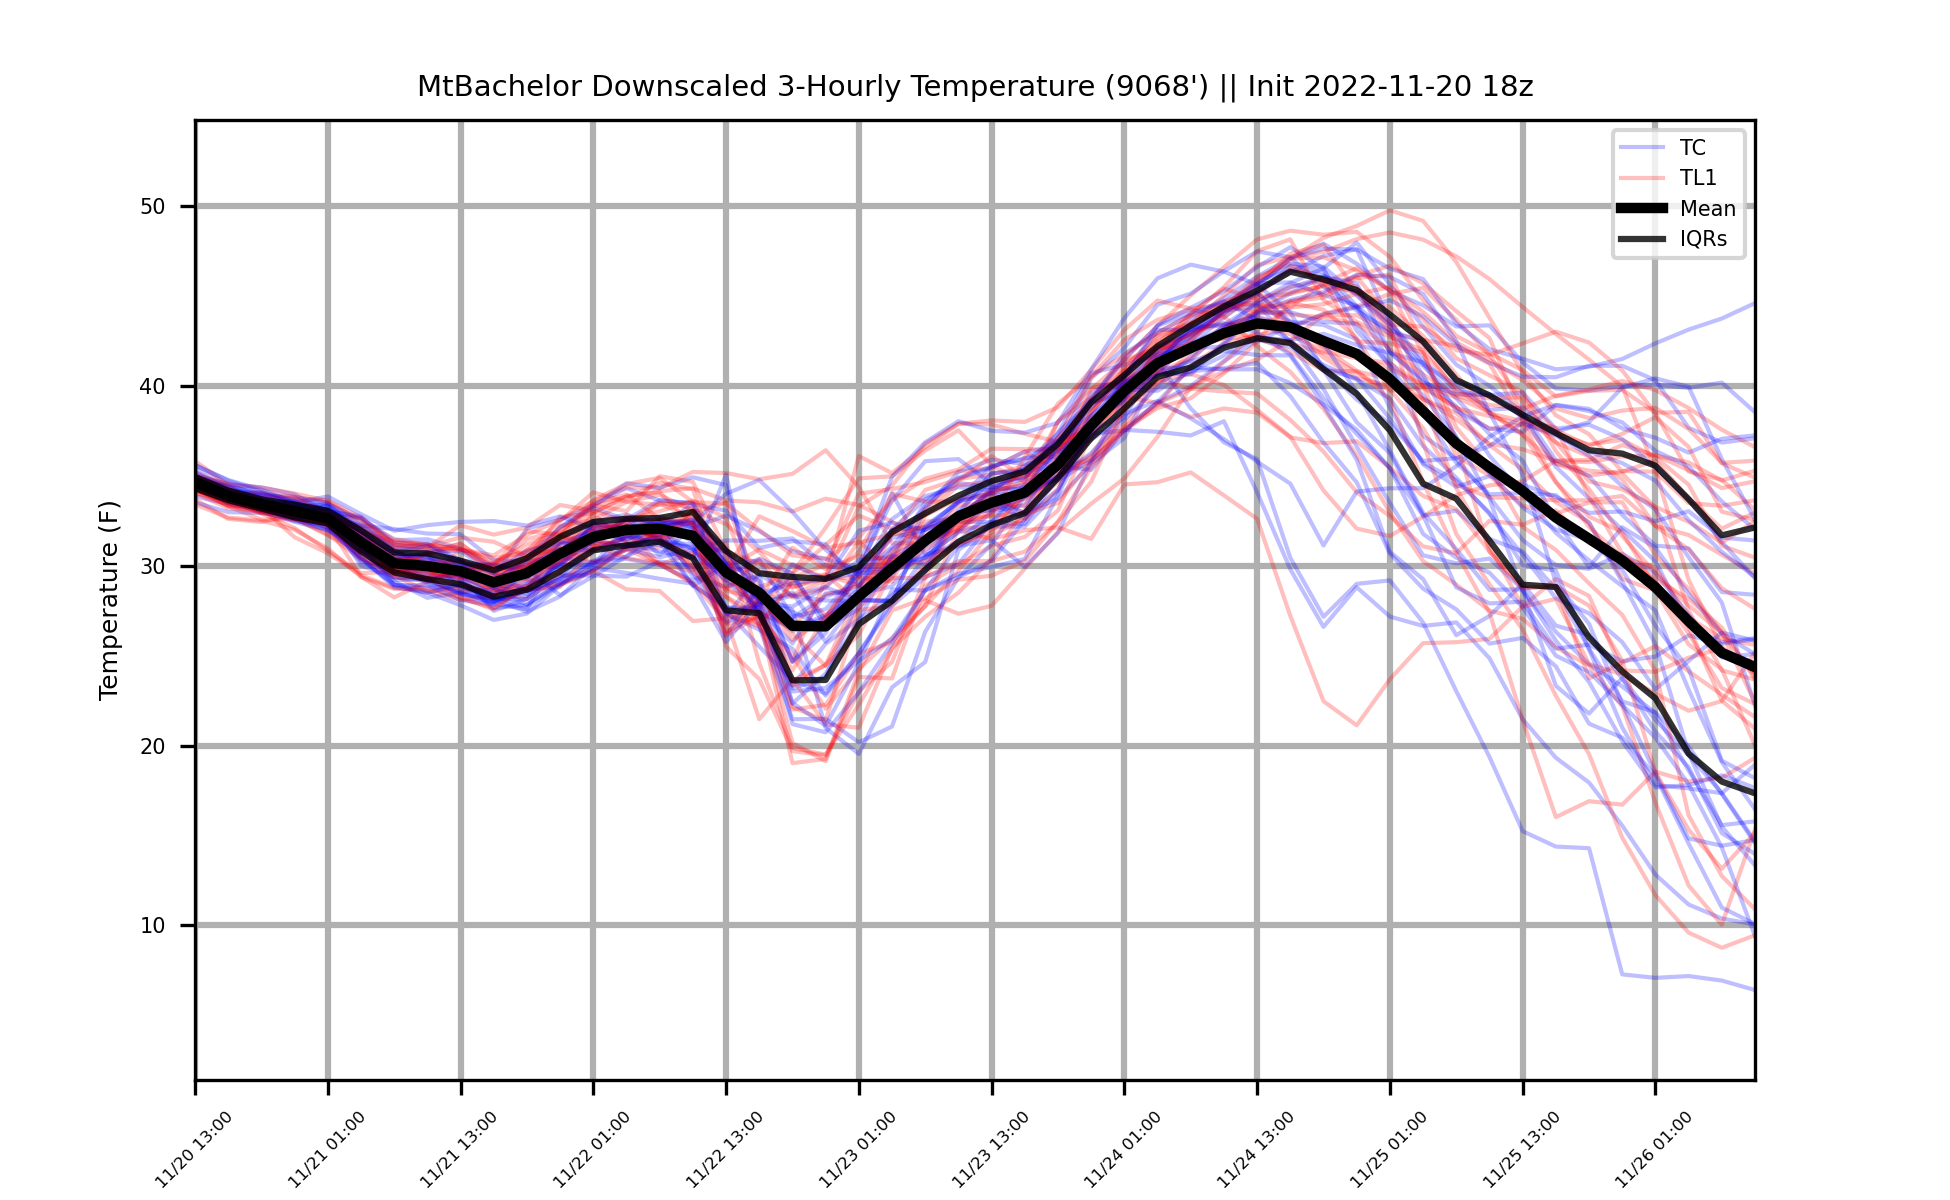 MtBachelor Downscaled 3-Hourly Temperature (9068') || Init 2022-11-20 18z
TC
TL1
Mean
IQRs
Temperature (F)
50
40
30
20
10
11/20 13:00
11/21 01:00
11/21 13:00
11/22 01:00
11/22 13:00
11/23 01:00
11/23 13:00
11/24 01:00
11/24 13:00
11/25 01:00
11/25 13:00
11/26 01:00